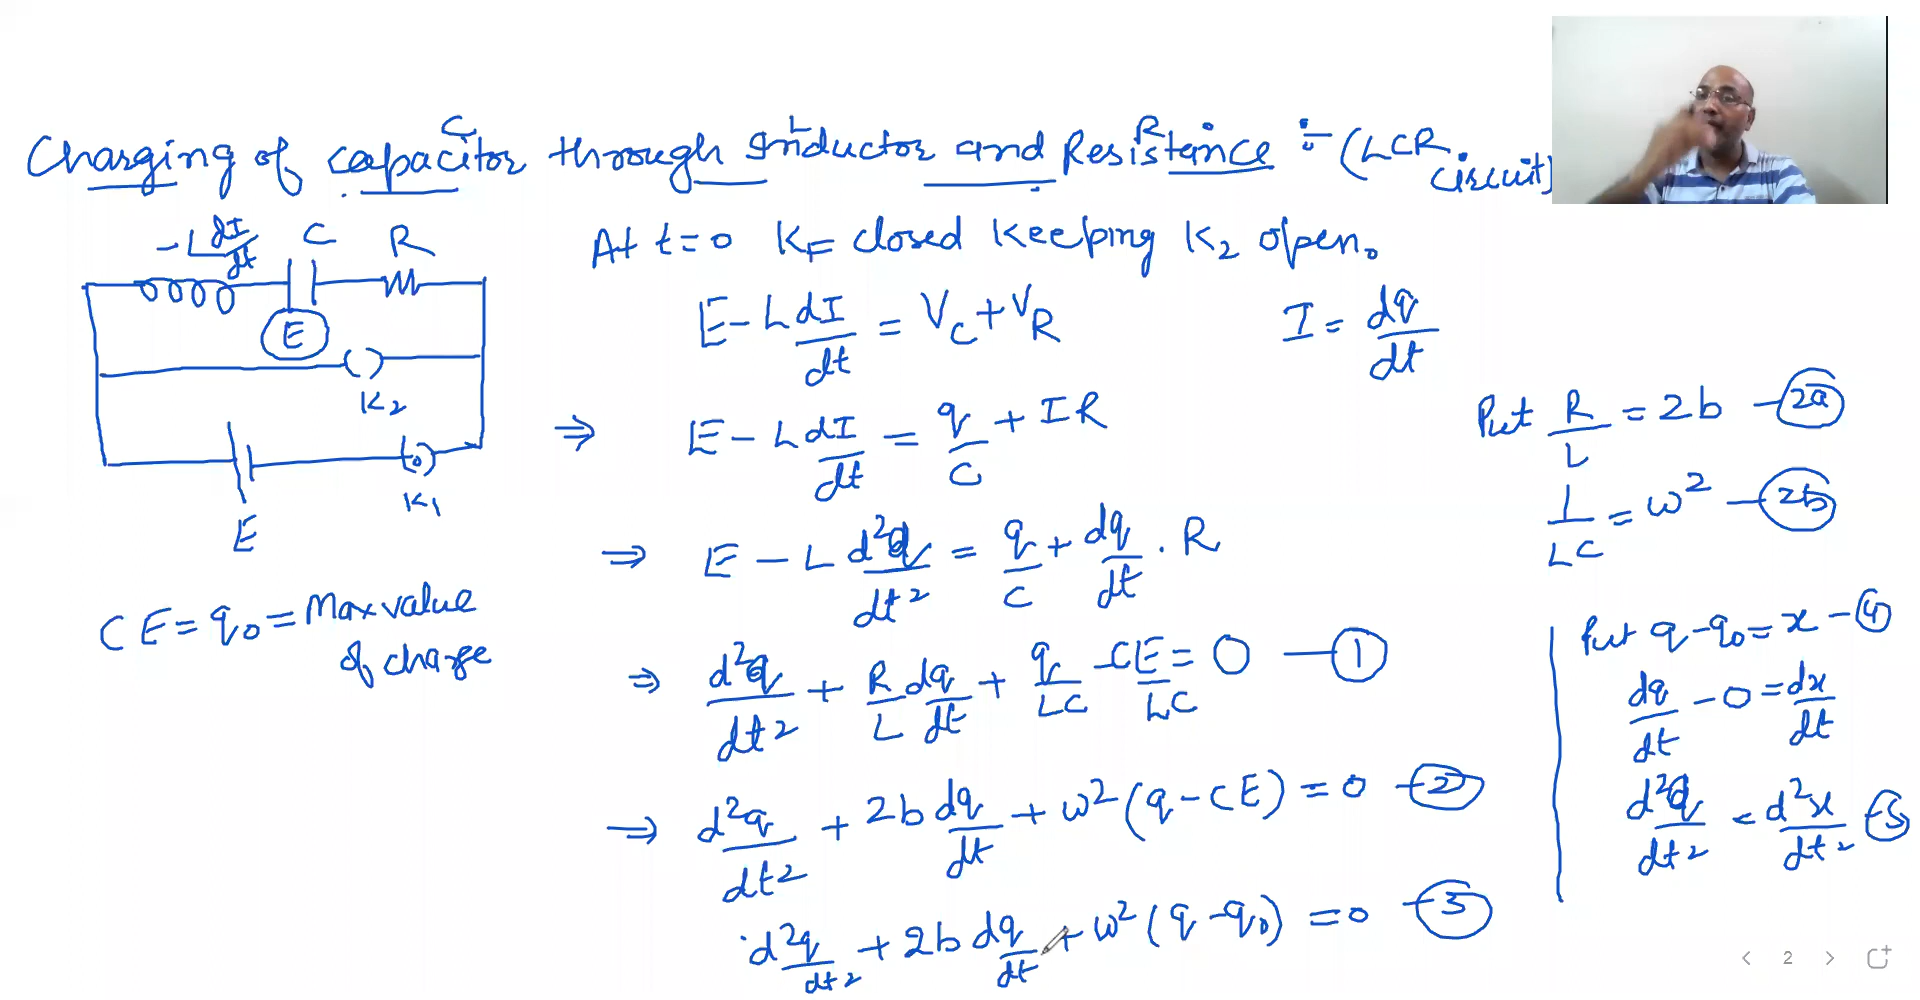 Charging of capacitor through Inductor and Resistance :- (LCR circuit)
C L R
At t=0 K₁ closed keeping K₂ open.
-L dI/dt C R
E
K₂
K₁
E
CE = q₀ = Max value of charge
E - L dI/dt = V_C + V_R
I = dq/dt
⇒ E - L dI/dt = q/C + IR
⇒ E - L d²q/dt² = q/C + dq/dt . R
⇒ d²q/dt² + R/L dq/dt + q/LC - CE/LC = 0 — ①
⇒ d²q/dt² + 2b dq/dt + ω²(q - CE) = 0 — ②
d²q/dt² + 2b dq/dt + ω²(q - q₀) = 0 — ③
Put R/L = 2b — 2a
1/LC = ω² — 2b
Put q - q₀ = x — ④
dq/dt - 0 = dx/dt
d²q/dt² = d²x/dt² — ⑤
< 2 >